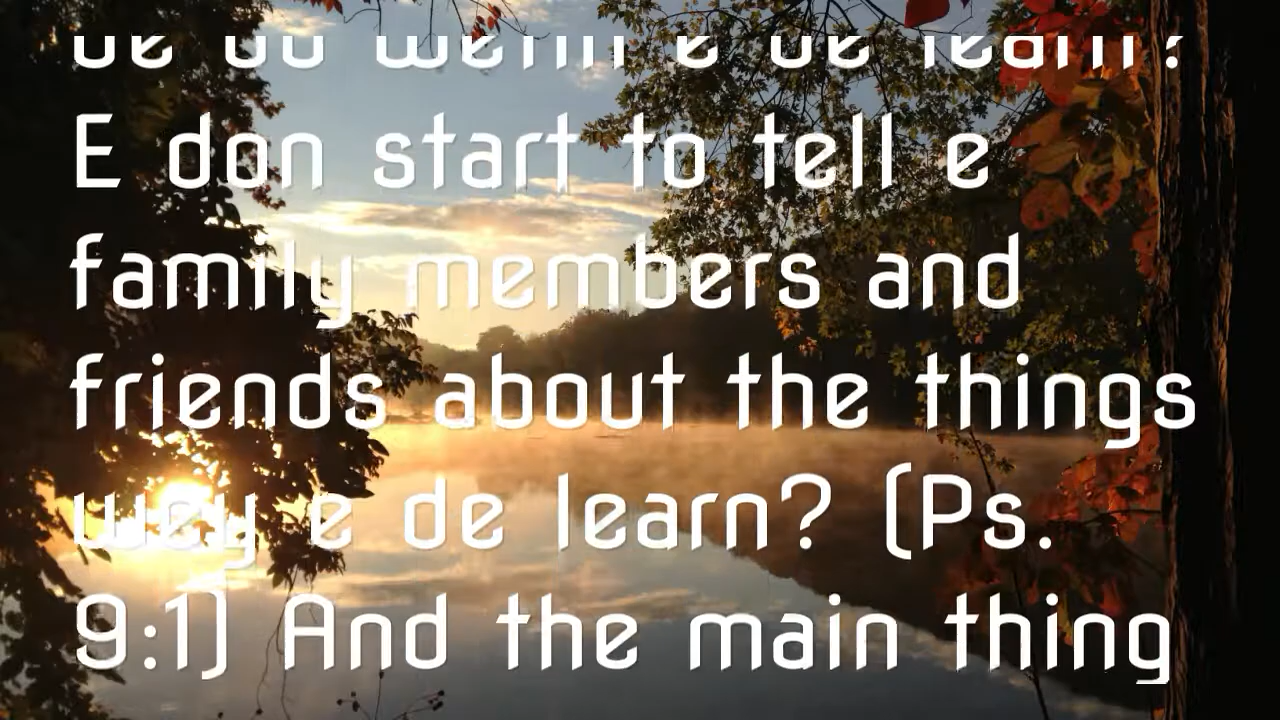 E don start to tell e
family members and
friends about the things
wey e de learn? (Ps.
9:1) And the main thing